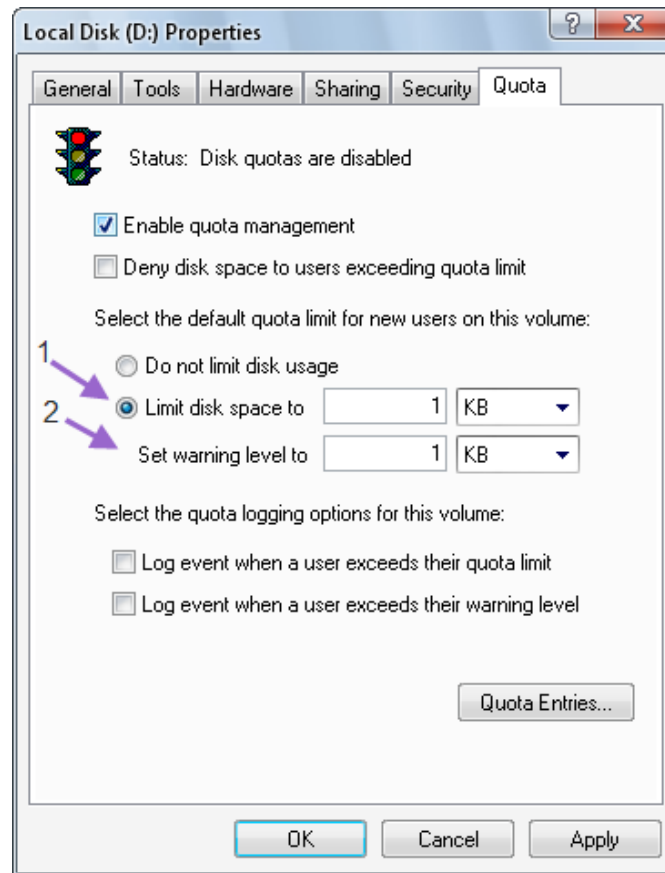 Local Disk (D:) Properties
? X
General Tools Hardware Sharing Security Quota
Status: Disk quotas are disabled
Enable quota management
Deny disk space to users exceeding quota limit
Select the default quota limit for new users on this volume:
1
Do not limit disk usage
Limit disk space to 1 KB
2
Set warning level to 1 KB
Select the quota logging options for this volume:
Log event when a user exceeds their quota limit
Log event when a user exceeds their warning level
Quota Entries...
OK Cancel Apply